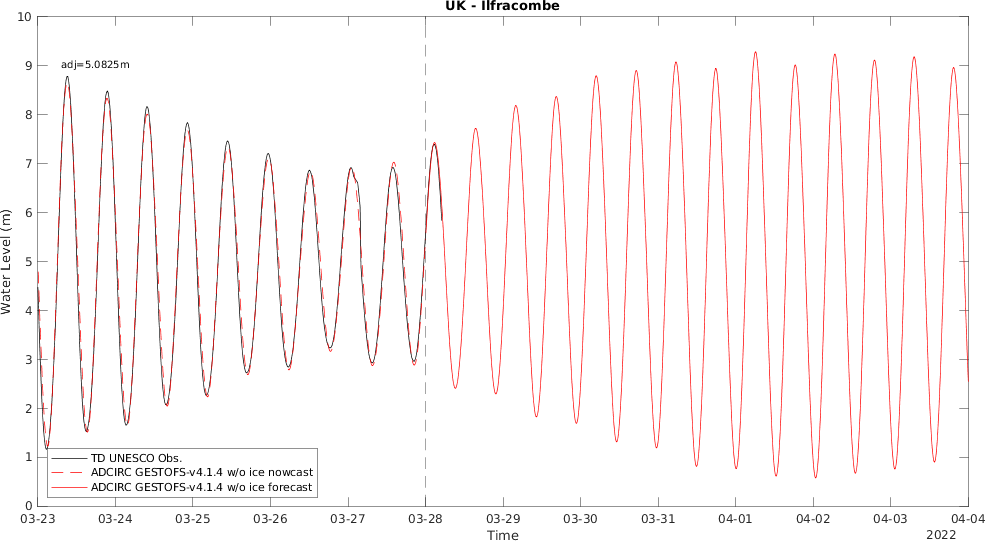 UK - Ilfracombe
10
9
8
7
6
5
4
3
2
1
0
Water Level (m)
adj=5.0825m
TD UNESCO Obs.
ADCIRC GESTOFS-v4.1.4 w/o ice nowcast
ADCIRC GESTOFS-v4.1.4 w/o ice forecast
03-23 03-24 03-25 03-26 03-27 03-28 03-29 03-30 03-31 04-01 04-02 04-03 04-04
Time
2022